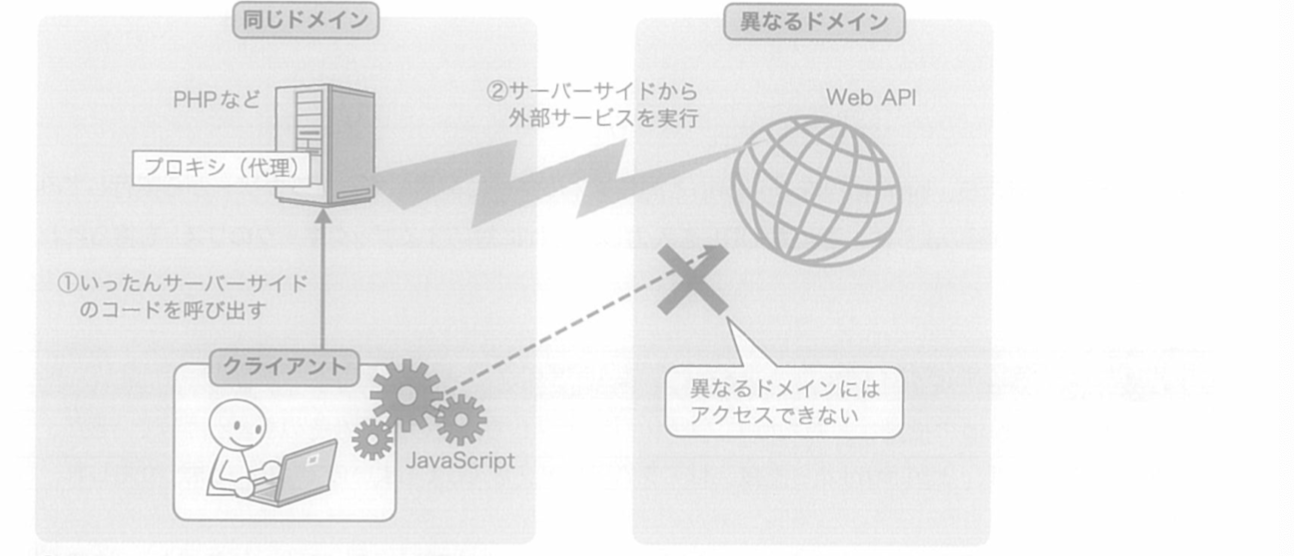 同じドメイン
異なるドメイン
PHPなど
プロキシ（代理）
②サーバーサイドから
外部サービスを実行
Web API
①いったんサーバーサイド
のコードを呼び出す
クライアント
JavaScript
異なるドメインには
アクセスできない